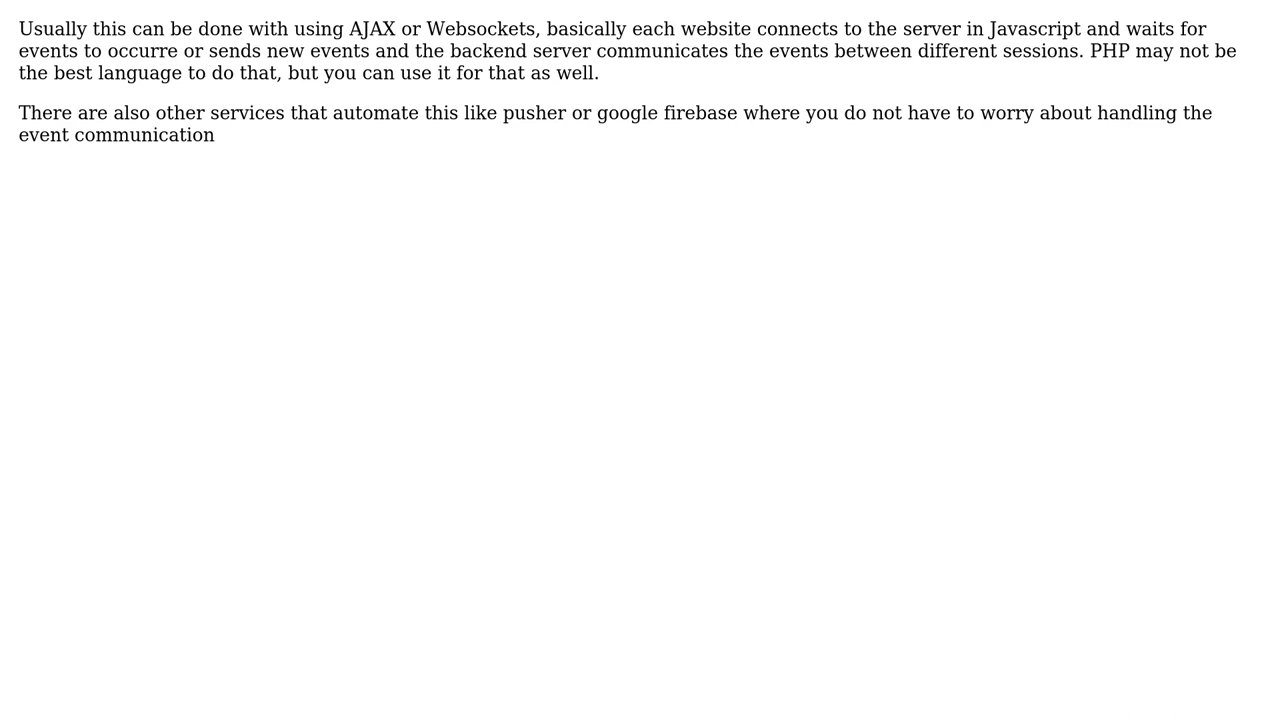 Usually this can be done with using AJAX or Websockets, basically each website connects to the server in Javascript and waits for
events to occurre or sends new events and the backend server communicates the events between different sessions. PHP may not be
the best language to do that, but you can use it for that as well.
There are also other services that automate this like pusher or google firebase where you do not have to worry about handling the
event communication